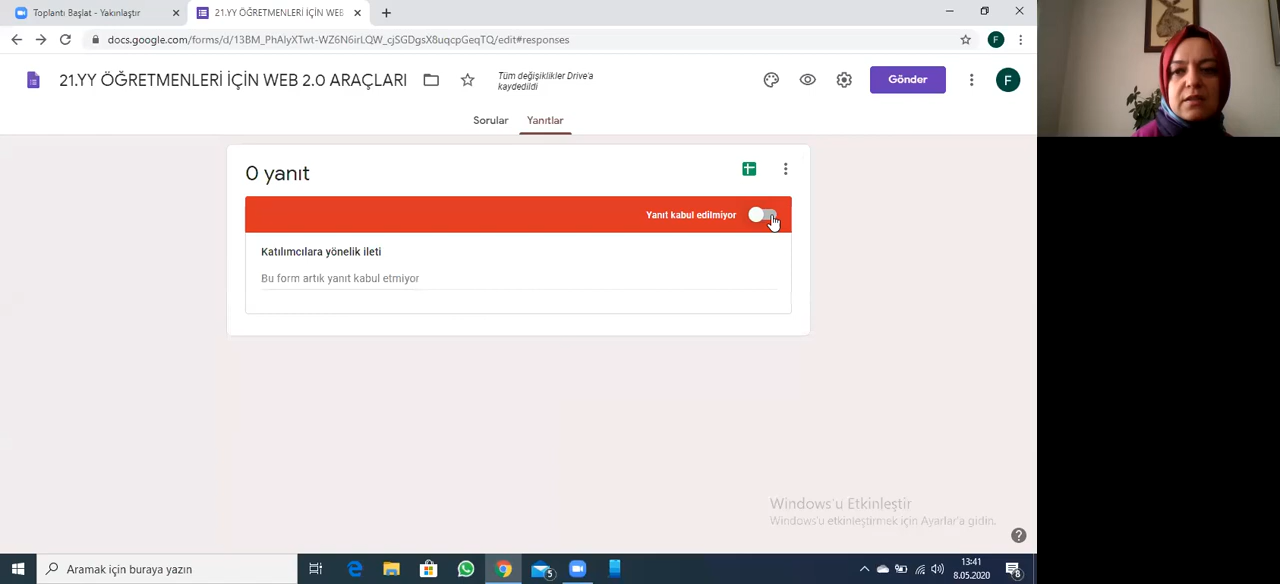 Toplantı Başlat - Yakınlaştır
21.YY ÖĞRETMENLERİ İÇİN WEB
docs.google.com/forms/d/13BM_PhAlyXTwt-WZ6N6irLQW_cjSGDgsX8uqcpGeqTQ/edit#responses
F
21.YY ÖĞRETMENLERİ İÇİN WEB 2.0 ARAÇLARI
Tüm değişiklikler Drive'a
kaydedildi
Gönder
F
Sorular
Yanıtlar
0 yanıt
Yanıt kabul edilmiyor
Katılımcılara yönelik ileti
Bu form artık yanıt kabul etmiyor
Windows'u Etkinleştir
Windows'u etkinleştirmek için Ayarlar'a gidin.
Aramak için buraya yazın
5
13:41
8.05.2020
8